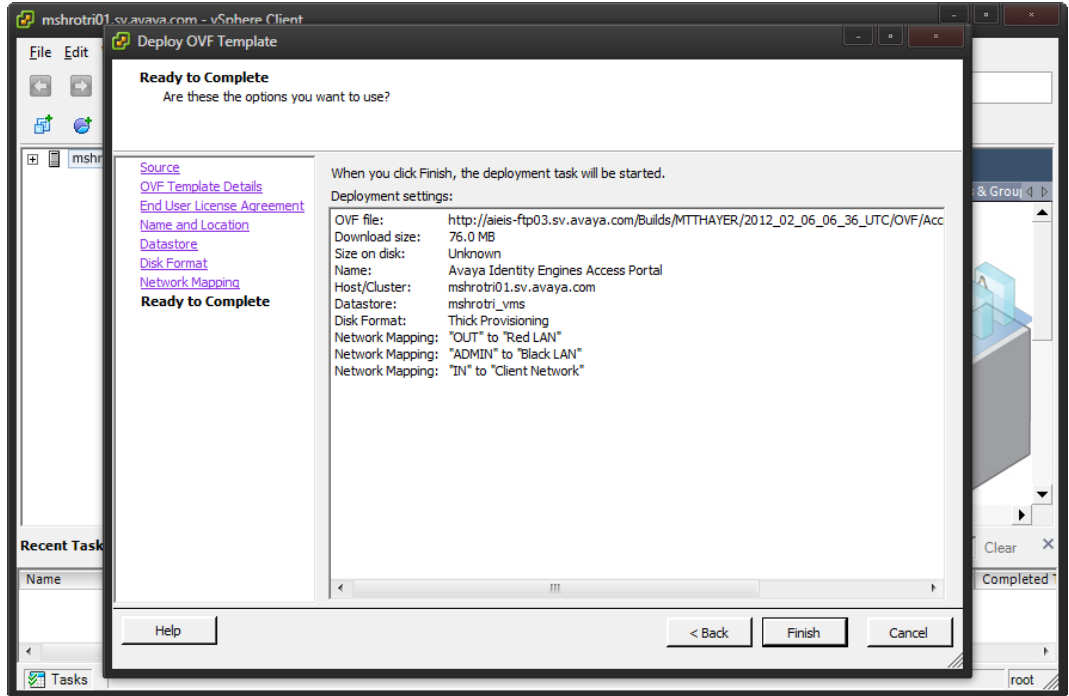 mshrotri01.sv.avaya.com - vSphere Client
Deploy OVF Template
File Edit
Ready to Complete
Are these the options you want to use?
mshr
Source
OVF Template Details
End User License Agreement
Name and Location
Datastore
Disk Format
Network Mapping
Ready to Complete
When you click Finish, the deployment task will be started.
Deployment settings:
OVF file: http://aieis-ftp03.sv.avaya.com/Builds/MTTHAYER/2012_02_06_06_36_UTC/OVF/Acc
Download size: 76.0 MB
Size on disk: Unknown
Name: Avaya Identity Engines Access Portal
Host/Cluster: mshrotri01.sv.avaya.com
Datastore: mshrotri_vms
Disk Format: Thick Provisioning
Network Mapping: "OUT" to "Red LAN"
Network Mapping: "ADMIN" to "Black LAN"
Network Mapping: "IN" to "Client Network"
& Group
Recent Task
Clear
Name
Completed T
Help
< Back
Finish
Cancel
Tasks
root